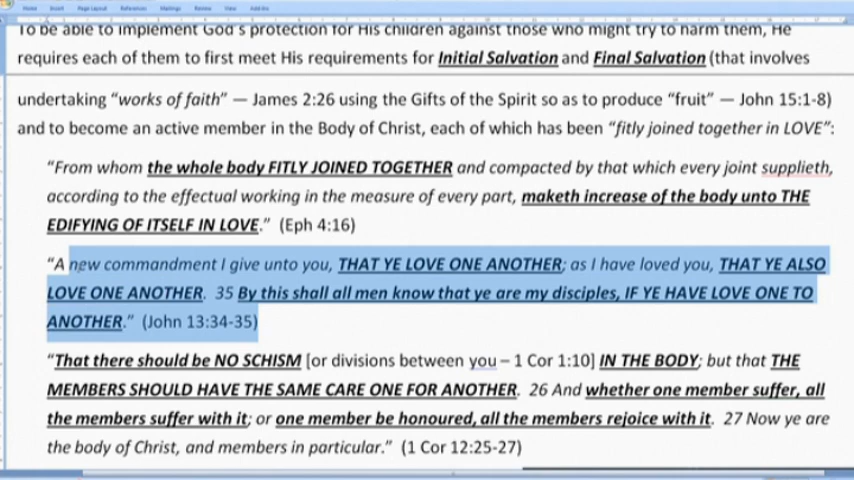 Home Insert Page Layout References Mailings Review View Add-Ins
To be able to implement God's protection for His children against those who might try to harm them, He
requires each of them to first meet His requirements for Initial Salvation and Final Salvation (that involves
undertaking “works of faith” — James 2:26 using the Gifts of the Spirit so as to produce “fruit” — John 15:1-8)
and to become an active member in the Body of Christ, each of which has been “fitly joined together in LOVE”:
“From whom the whole body FITLY JOINED TOGETHER and compacted by that which every joint supplieth,
according to the effectual working in the measure of every part, maketh increase of the body unto THE
EDIFYING OF ITSELF IN LOVE.” (Eph 4:16)
“A new commandment I give unto you, THAT YE LOVE ONE ANOTHER; as I have loved you, THAT YE ALSO
LOVE ONE ANOTHER. 35 By this shall all men know that ye are my disciples, IF YE HAVE LOVE ONE TO
ANOTHER.” (John 13:34-35)
“That there should be NO SCHISM [or divisions between you – 1 Cor 1:10] IN THE BODY; but that THE
MEMBERS SHOULD HAVE THE SAME CARE ONE FOR ANOTHER. 26 And whether one member suffer, all
the members suffer with it; or one member be honoured, all the members rejoice with it. 27 Now ye are
the body of Christ, and members in particular.” (1 Cor 12:25-27)